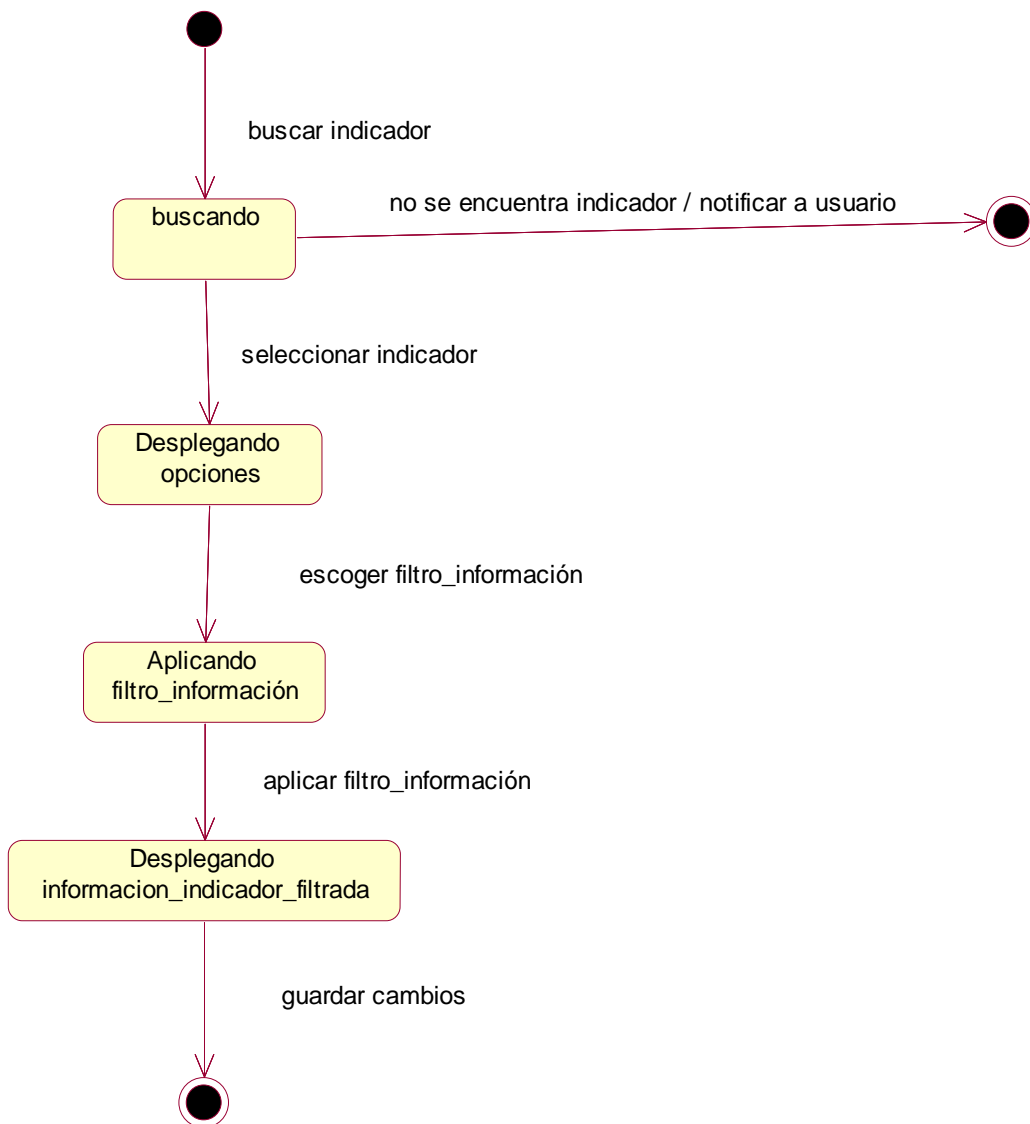 buscar indicador
buscando
no se encuentra indicador / notificar a usuario
seleccionar indicador
Desplegando
opciones
escoger filtro_información
Aplicando
filtro_información
aplicar filtro_información
Desplegando
informacion_indicador_filtrada
guardar cambios